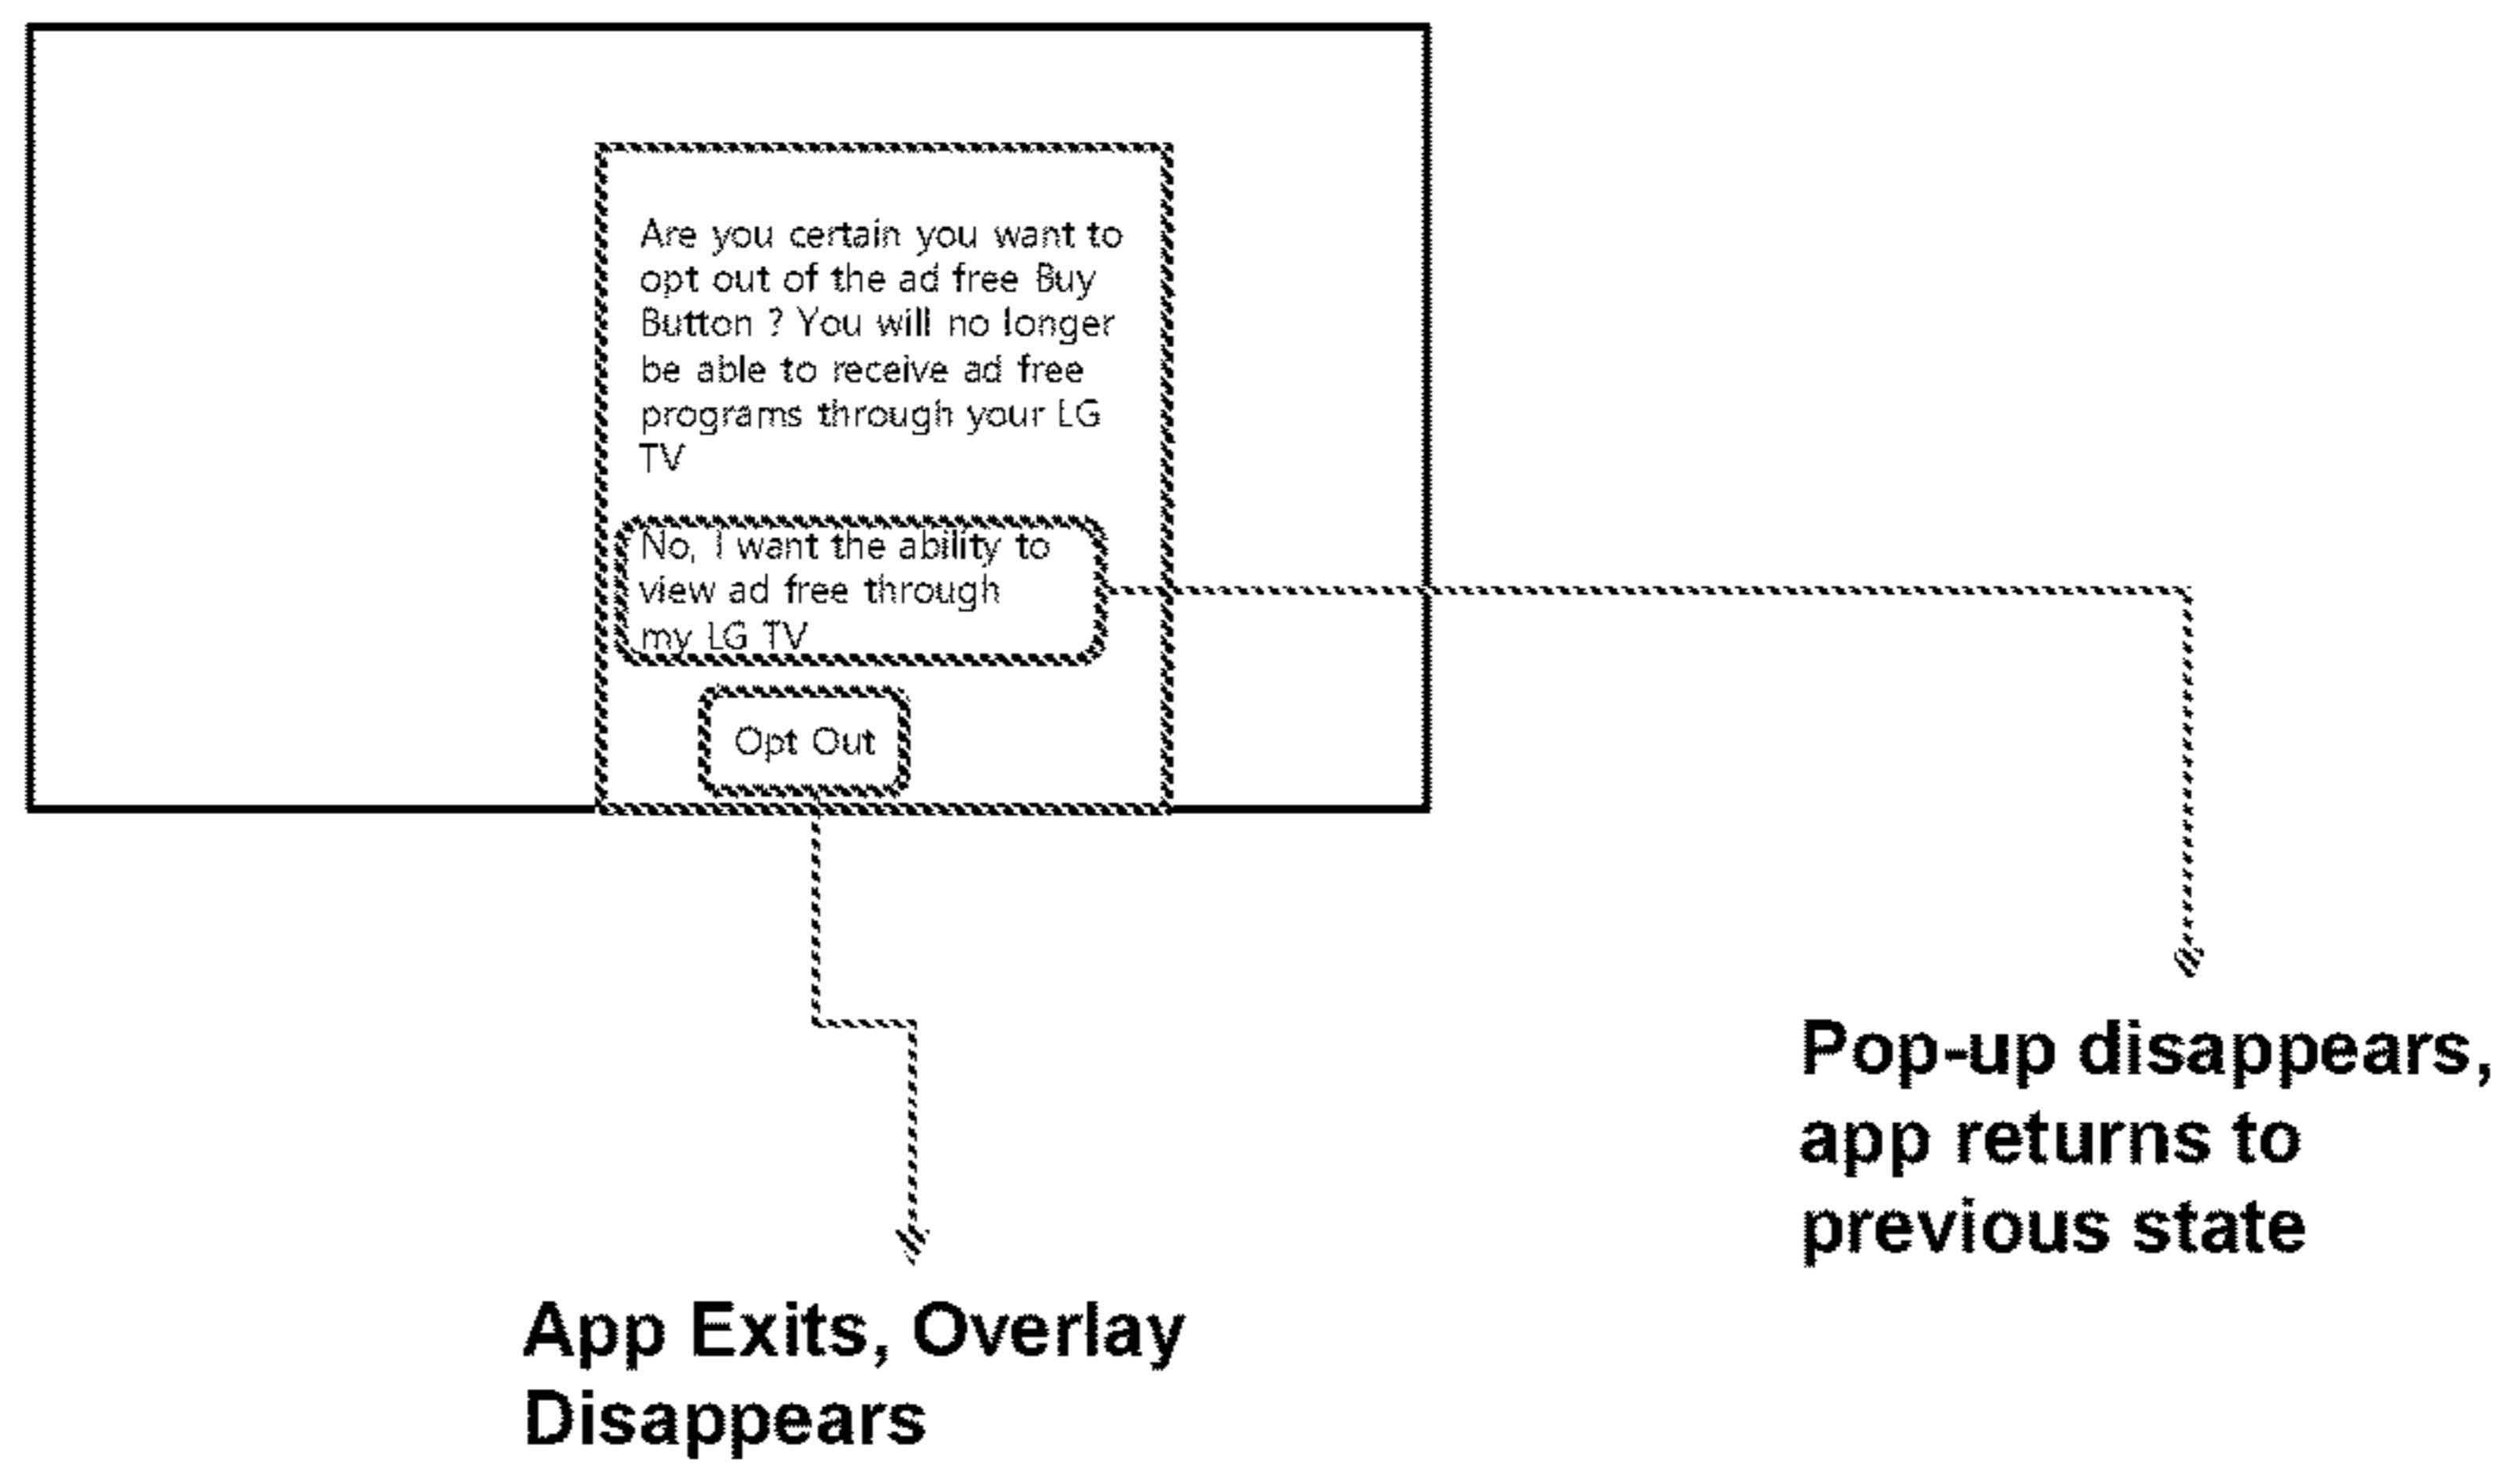 Are you certain you want to
opt out of the ad free Buy
Button ? You will no longer
be able to receive ad free
programs through your LG
TV
No, I want the ability to
view ad free through
my LG TV
Opt Out
Pop-up disappears,
app returns to
previous state
App Exits, Overlay
Disappears